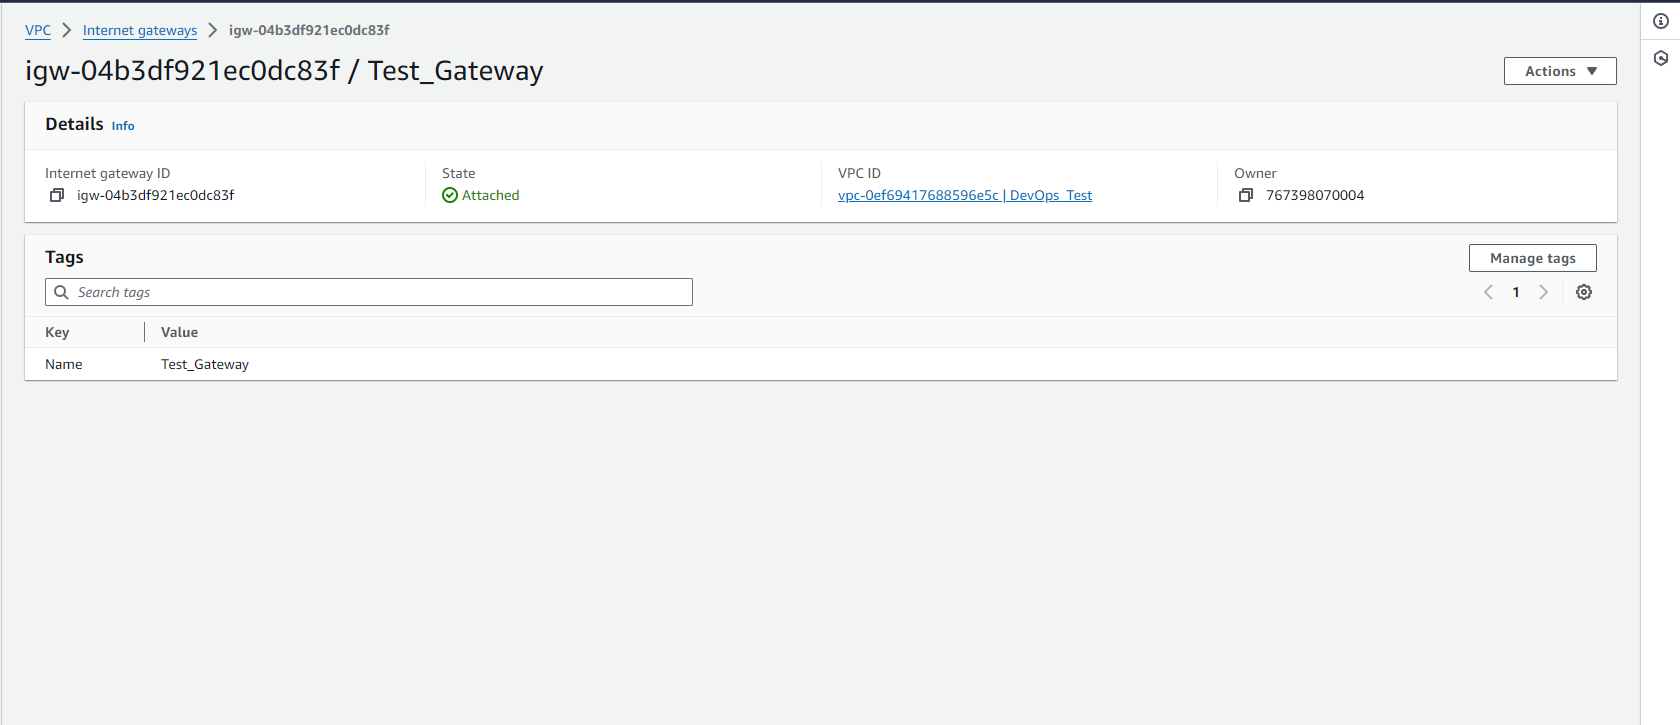 VPC > Internet gateways > igw-04b3df921ec0dc83f
igw-04b3df921ec0dc83f / Test_Gateway
Actions ▼
Details Info
Internet gateway ID
igw-04b3df921ec0dc83f
State
Attached
VPC ID
vpc-0ef69417688596e5c | DevOps_Test
Owner
767398070004
Tags
Manage tags
Search tags
1
Key Value
Name Test_Gateway